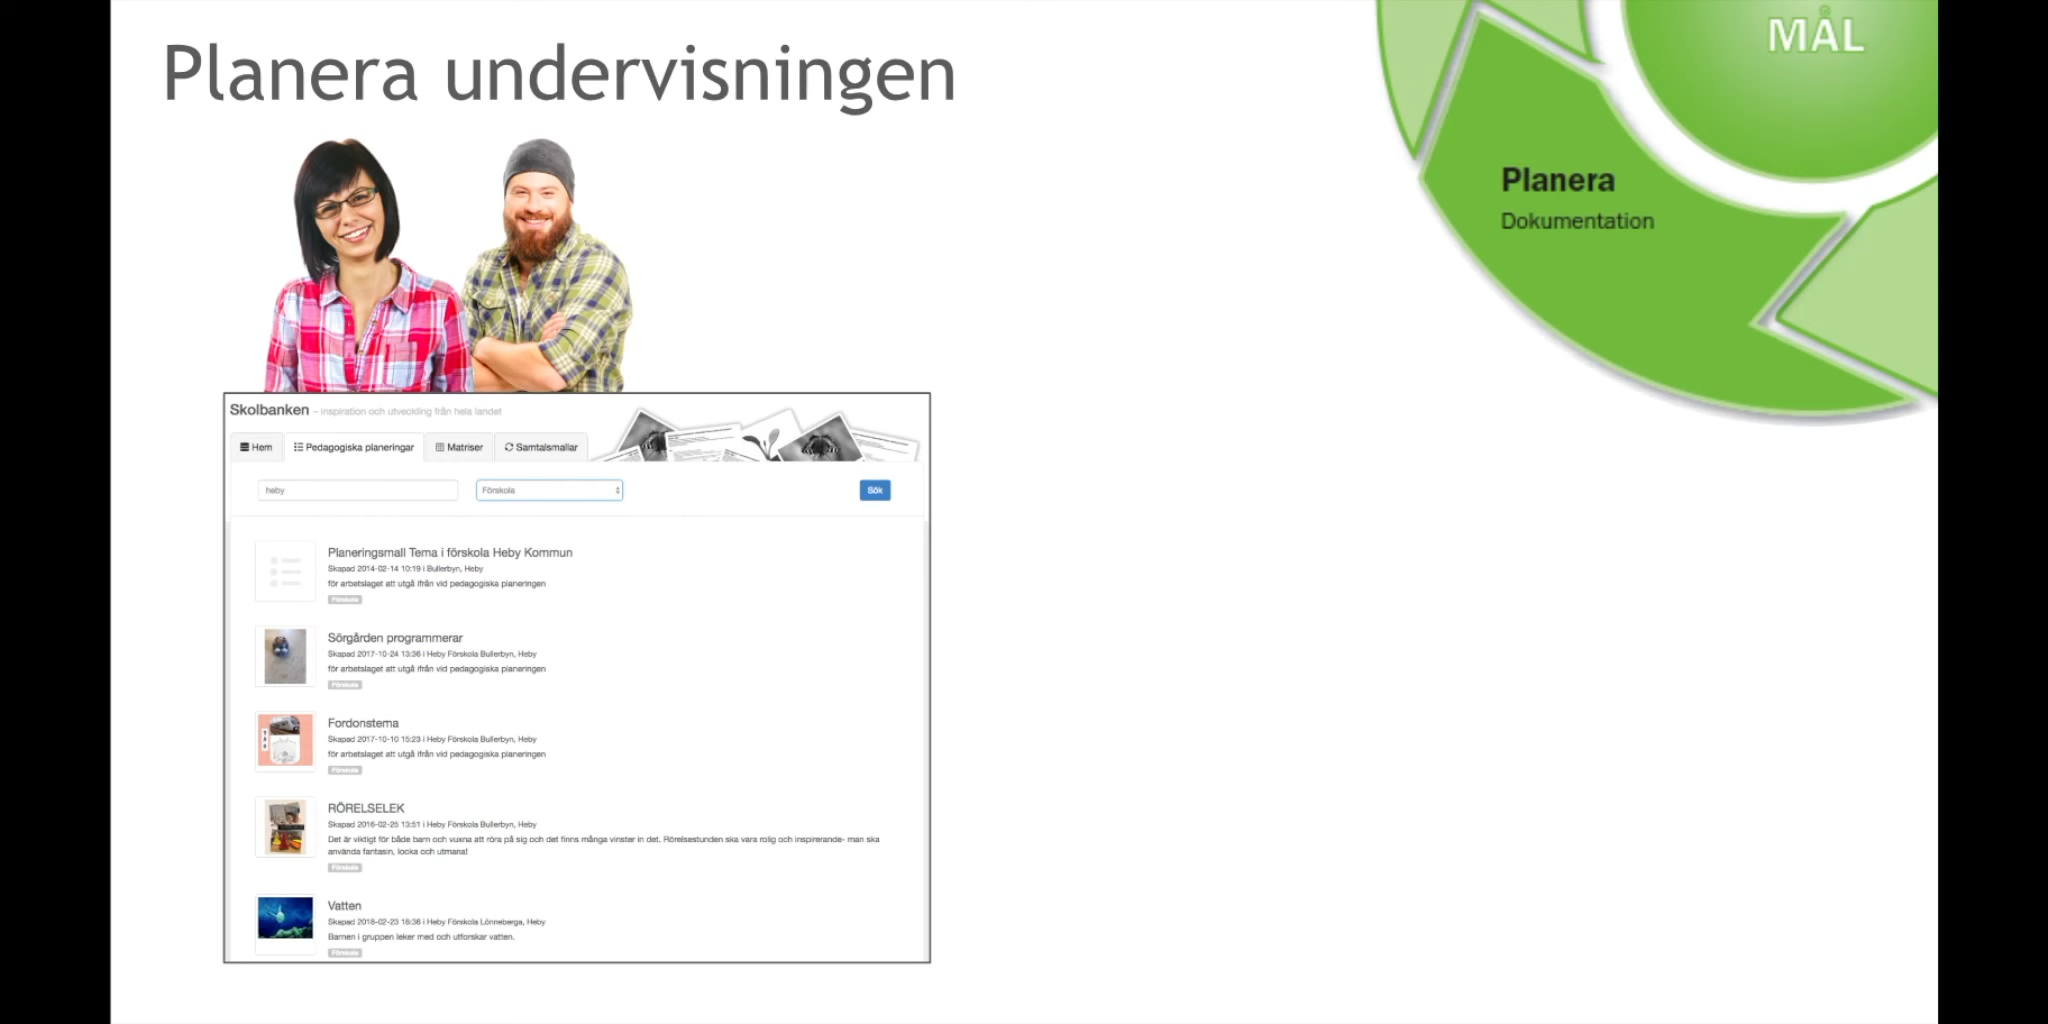 Planera undervisningen
MÅL
Planera
Dokumentation
Skolbanken – inspiration och utveckling från hela landet
Hem
Pedagogiska planeringar
Matriser
Samtalsmallar
heby
Förskola
Sök
Planeringsmall Tema i förskola Heby Kommun
Skapad 2014-02-14 10:19 i Bullerbyn, Heby
för arbetslaget att utgå ifrån vid pedagogiska planeringen
Förskola
Sörgården programmerar
Skapad 2017-10-24 13:36 i Heby Förskola Bullerbyn, Heby
för arbetslaget att utgå ifrån vid pedagogiska planeringen
Förskola
Fordonstema
Skapad 2017-10-10 15:23 i Heby Förskola Bullerbyn, Heby
för arbetslaget att utgå ifrån vid pedagogiska planeringen
Förskola
RÖRELSELEK
Skapad 2016-02-25 13:51 i Heby Förskola Bullerbyn, Heby
Det är viktigt för både barn och vuxna att röra på sig och det finns många vinster in det. Rörelsestunden ska vara rolig och inspirerande- man ska
använda fantasin, locka och utmana!
Förskola
Vatten
Skapad 2018-02-23 16:36 i Heby Förskola Lönneberga, Heby
Barnen i gruppen leker med och utforskar vatten.
Förskola